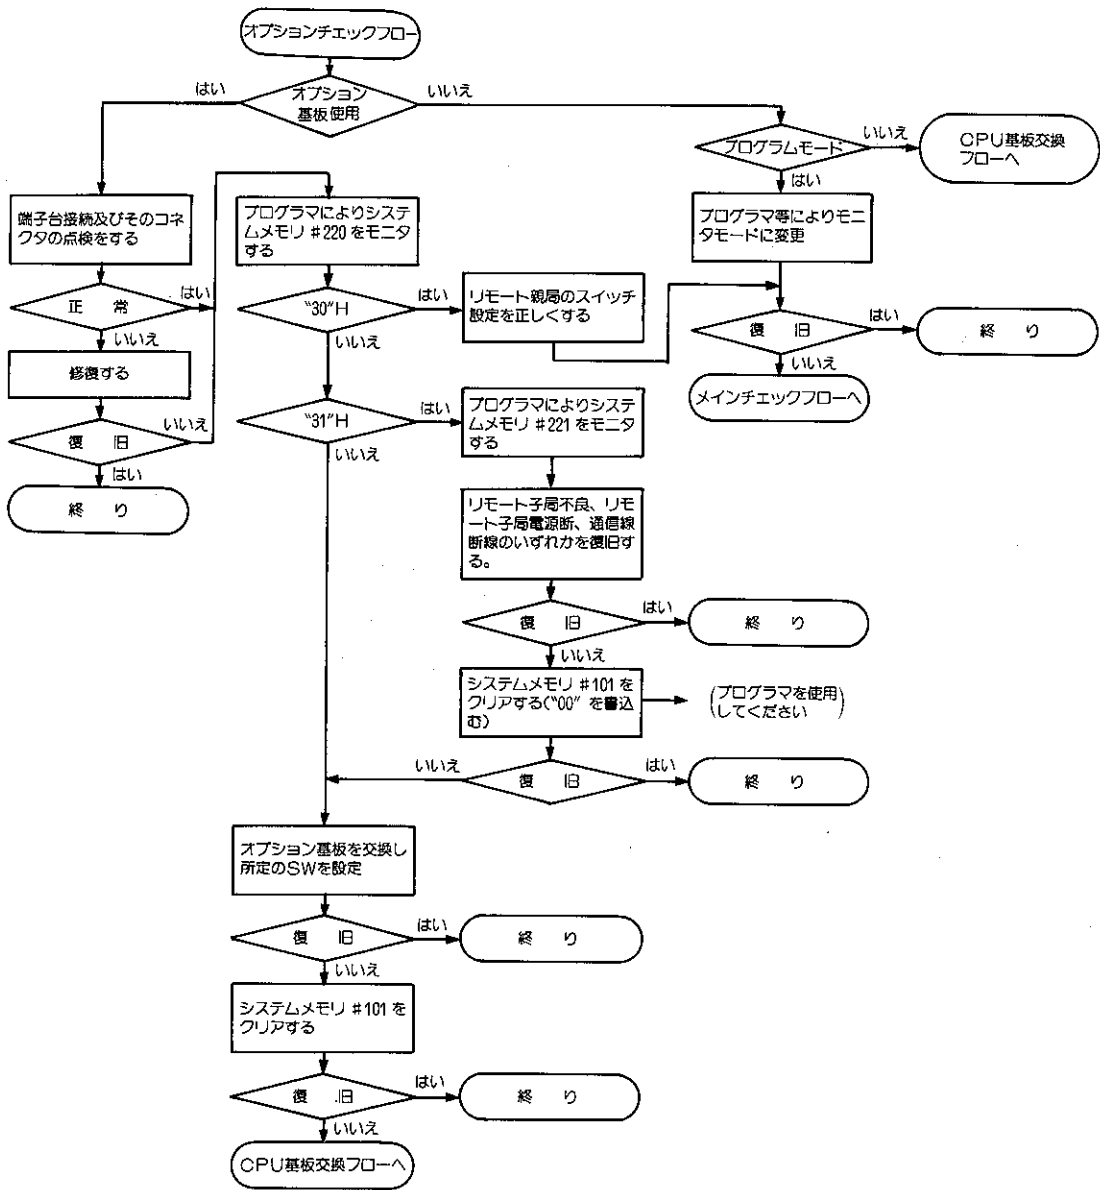 オプションチェックフロー
はい
オプション
基板使用
いいえ
プログラムモード
いいえ
CPU基板交換
フローへ
はい
プログラマ等によりモニ
タモードに変更
端子台接続及びそのコネ
クタの点検をする
プログラマによりシステ
ムメモリ #220 をモニタ
する
正 常
はい
いいえ
"30"H
はい
いいえ
リモート親局のスイッチ
設定を正しくする
復 旧
はい
終 り
いいえ
メインチェックフローへ
修復する
復 旧
いいえ
はい
終 り
"31"H
はい
いいえ
プログラマによりシステ
ムメモリ #221 をモニタ
する
リモート子局不良、リモ
ート子局電源断、通信線
断線のいずれかを復旧す
る。
復 旧
はい
終 り
いいえ
システムメモリ #101 を
クリアする("00" を書込
む)
(プログラマを使用
してください)
いいえ
復 旧
はい
終 り
オプション基板を交換し
所定のSWを設定
復 旧
はい
終 り
いいえ
システムメモリ #101 を
クリアする
復 旧
はい
終 り
いいえ
CPU基板交換フローへ